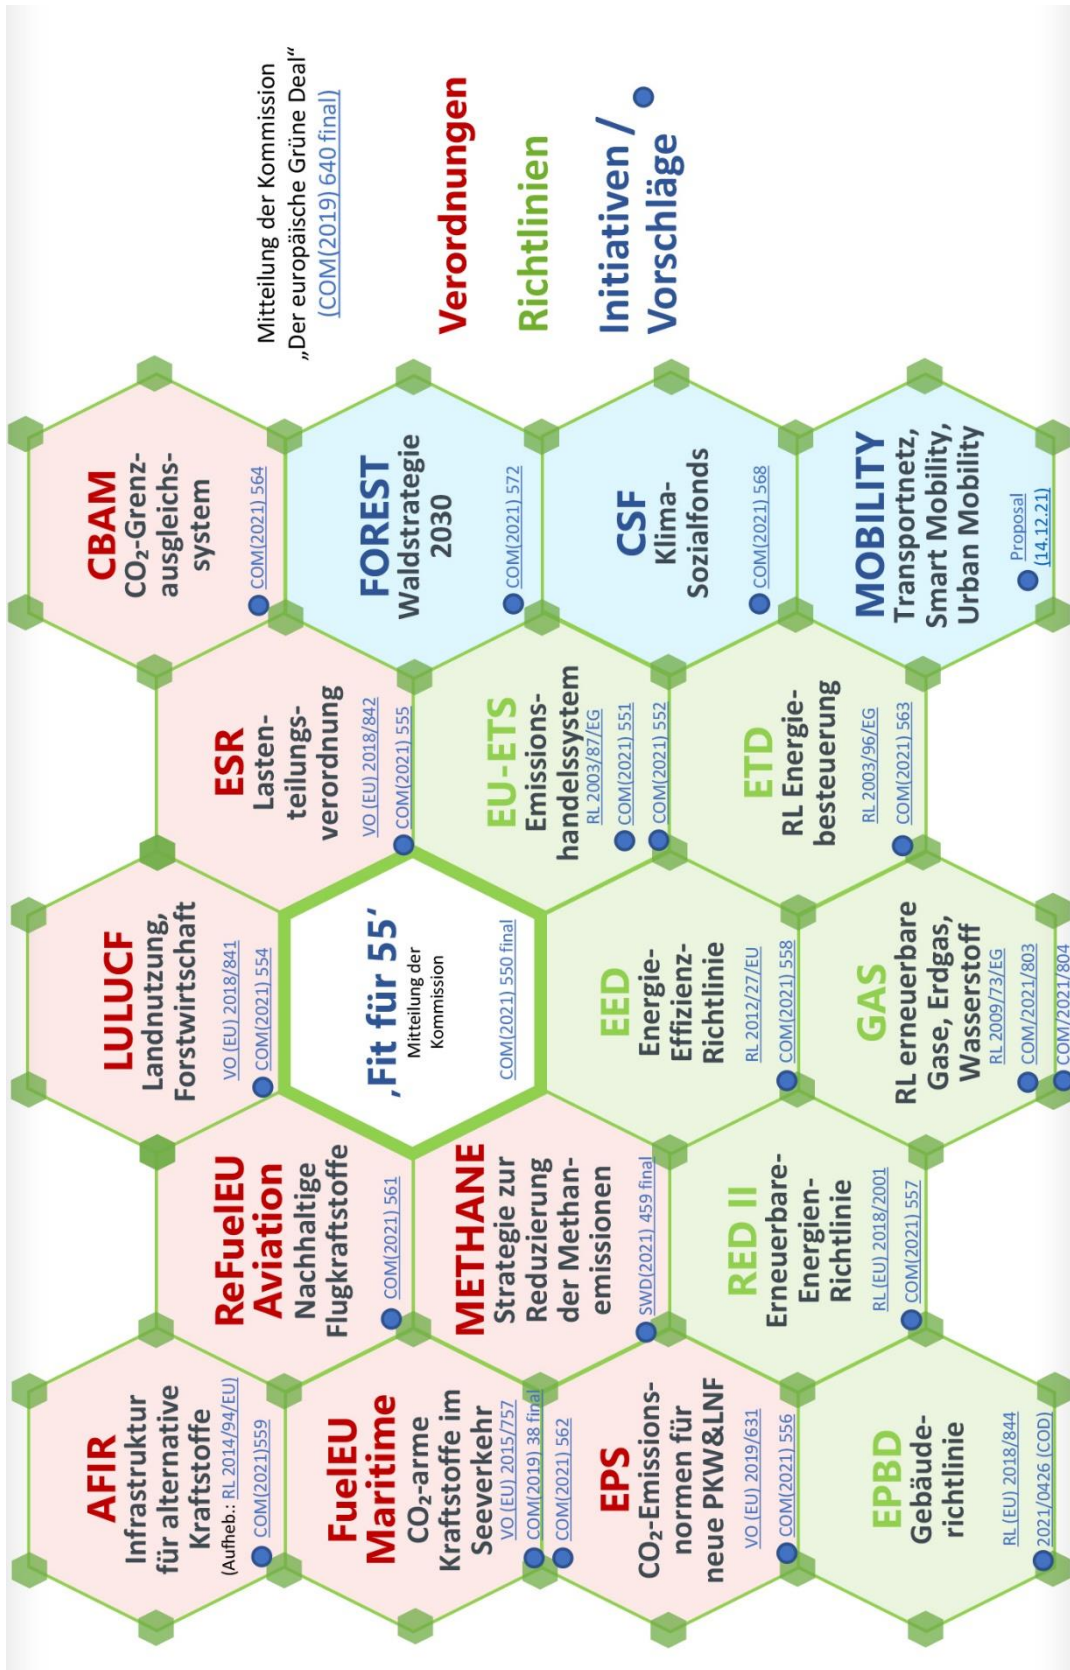 AFIR
Infrastruktur
für alternative
Kraftstoffe
(Aufheb.: RL 2014/94/EU)
COM(2021)559
FuelEU
Maritime
CO₂-arme
Kraftstoffe im
Seeverkehr
VO (EU) 2015/757
COM(2019) 38 final
COM(2021) 562
EPS
CO₂-Emissions-
normen für
neue PKW&LNF
VO (EU) 2019/631
COM(2021) 556
EPBD
Gebäude-
richtlinie
RL (EU) 2018/844
2021/0426 (COD)
ReFuelEU
Aviation
Nachhaltige
Flugkraftstoffe
COM(2021) 561
METHANE
Strategie zur
Reduzierung
der Methan-
emissionen
SWD(2021) 459 final
RED II
Erneuerbare-
Energien-
Richtlinie
RL (EU) 2018/2001
COM(2021) 557
LULUCF
Landnutzung,
Forstwirtschaft
VO (EU) 2018/841
COM(2021) 554
‚Fit für 55‘
Mitteilung der
Kommission
COM(2021) 550 final
EED
Energie-
Effizienz-
Richtlinie
RL 2012/27/EU
COM(2021) 558
GAS
RL erneuerbare
Gase, Erdgas,
Wasserstoff
RL 2009/73/EG
COM/2021/803
COM/2021/804
ESR
Lasten-
teilungs-
verordnung
VO (EU) 2018/842
COM(2021) 555
EU-ETS
Emissions-
handelssystem
RL 2003/87/EG
COM(2021) 551
COM(2021) 552
ETD
RL Energie-
besteuerung
RL 2003/96/EG
COM(2021) 563
CBAM
CO₂-Grenz-
ausgleichs-
system
COM(2021) 564
FOREST
Waldstrategie
2030
COM(2021) 572
CSF
Klima-
Sozialfonds
COM(2021) 568
MOBILITY
Transportnetz,
Smart Mobility,
Urban Mobility
Proposal
(14.12.21)
Mitteilung der Kommission
„Der europäische Grüne Deal“
(COM(2019) 640 final)
Verordnungen
Richtlinien
Initiativen /
Vorschläge